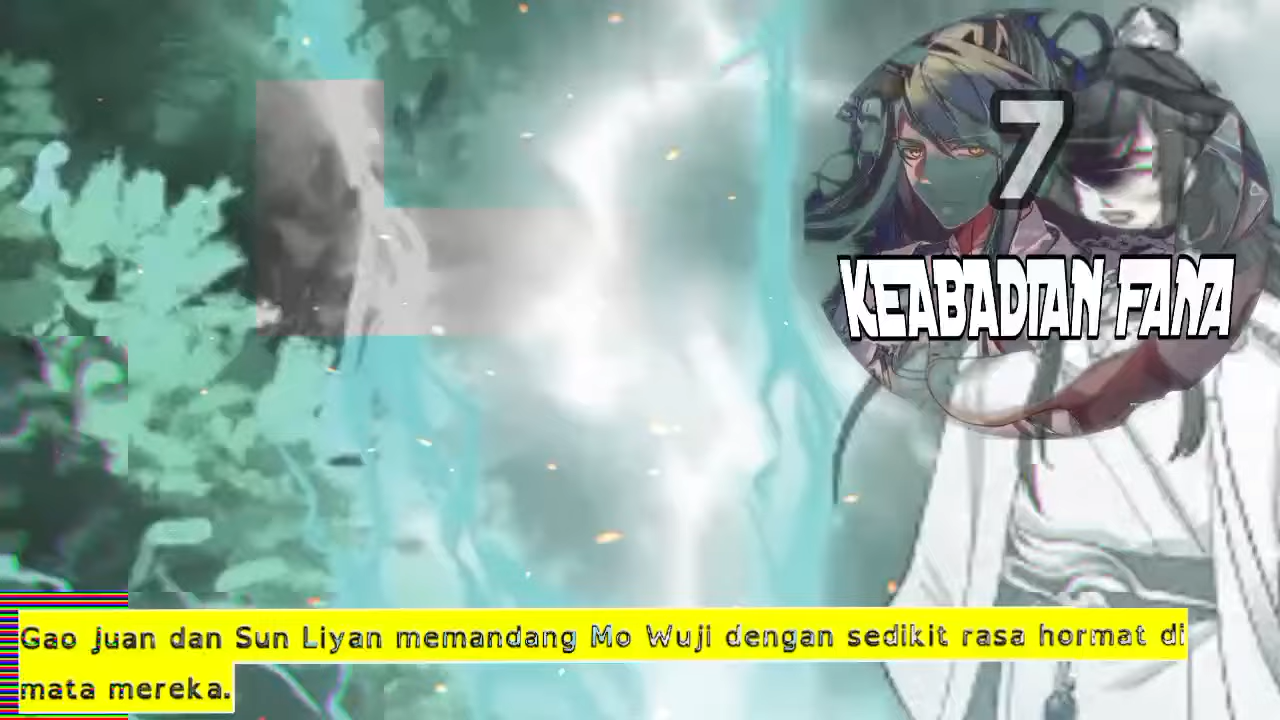 7
KEABADIAN FANA
Gao Juan dan Sun Liyan memandang Mo Wuji dengan sedikit rasa hormat di
mata mereka.